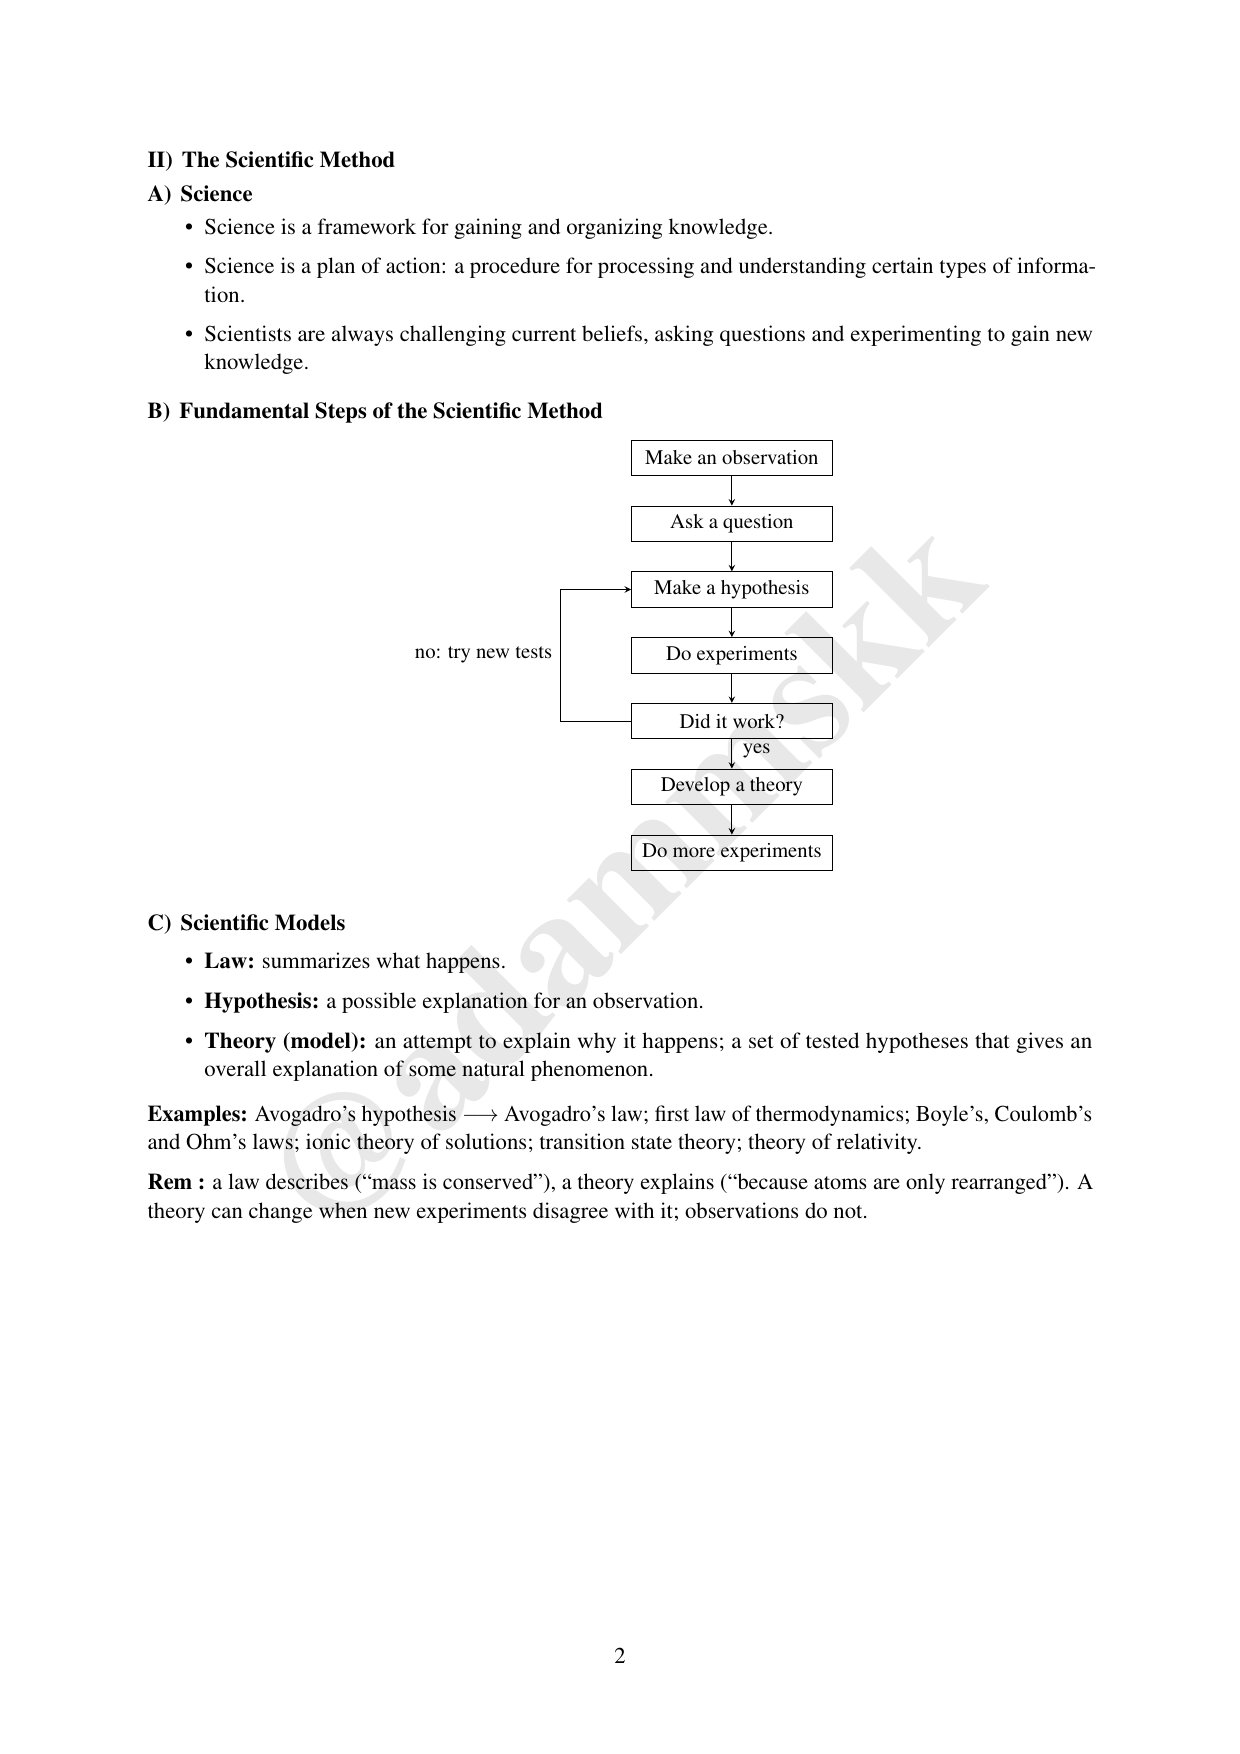 II) The Scientific Method
A) Science
• Science is a framework for gaining and organizing knowledge.
• Science is a plan of action: a procedure for processing and understanding certain types of informa-
tion.
• Scientists are always challenging current beliefs, asking questions and experimenting to gain new
knowledge.
B) Fundamental Steps of the Scientific Method
Make an observation
Ask a question
Make a hypothesis
no: try new tests
Do experiments
Did it work?
yes
Develop a theory
Do more experiments
C) Scientific Models
• Law: summarizes what happens.
• Hypothesis: a possible explanation for an observation.
• Theory (model): an attempt to explain why it happens; a set of tested hypotheses that gives an
overall explanation of some natural phenomenon.
Examples: Avogadro's hypothesis ⟶ Avogadro's law; first law of thermodynamics; Boyle's, Coulomb's
and Ohm's laws; ionic theory of solutions; transition state theory; theory of relativity.
Rem : a law describes (“mass is conserved”), a theory explains (“because atoms are only rearranged”). A
theory can change when new experiments disagree with it; observations do not.
2
@adammskk